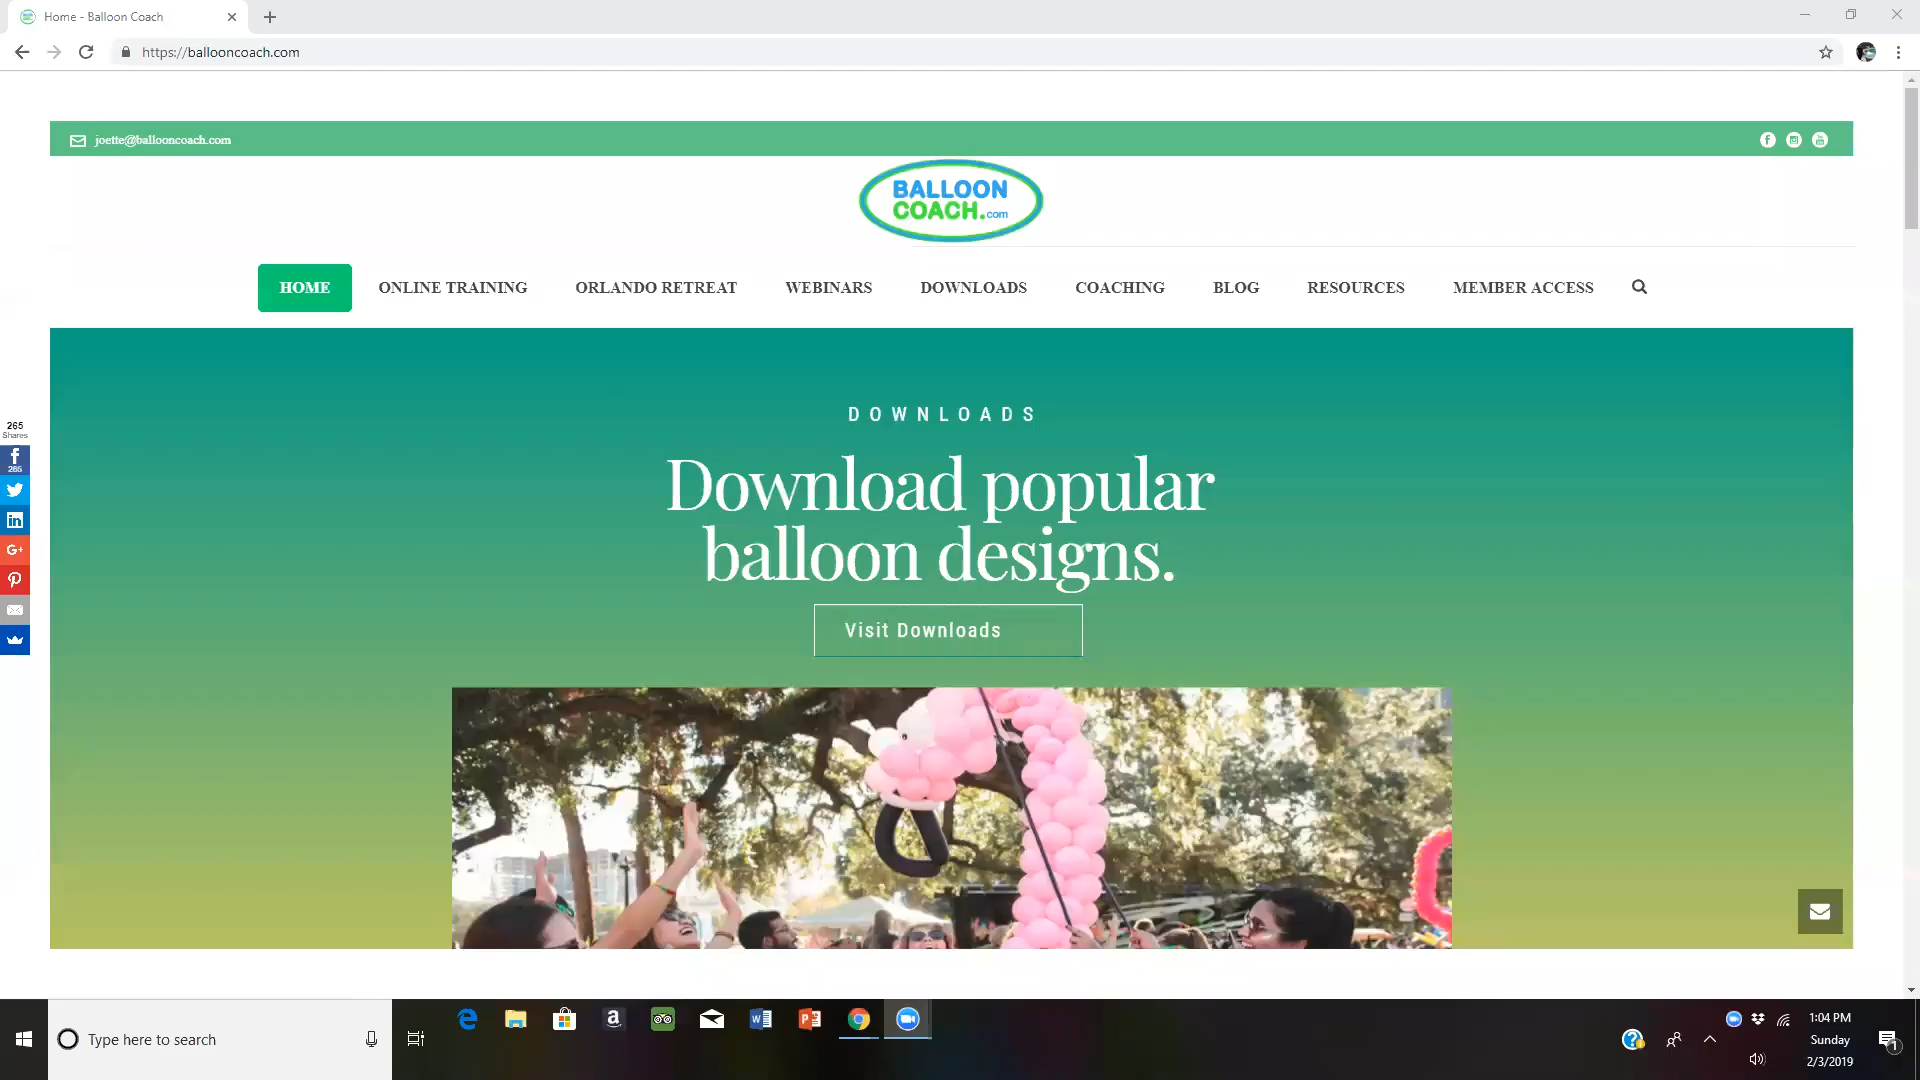 Home - Balloon Coach
https://ballooncoach.com
joette@ballooncoach.com
BALLOON
COACH.com
HOME
ONLINE TRAINING
ORLANDO RETREAT
WEBINARS
DOWNLOADS
COACHING
BLOG
RESOURCES
MEMBER ACCESS
DOWNLOADS
Download popular
balloon designs.
Visit Downloads
265
Shares
265
Type here to search
1:04 PM
Sunday
2/3/2019
1